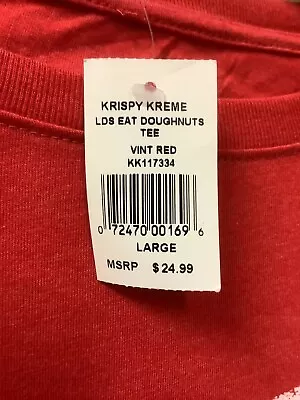 KRISPY KREME
LDS EAT DOUGHNUTS
TEE
VINT RED
KK117334
0 72470 00169 6
LARGE
MSRP $24.99